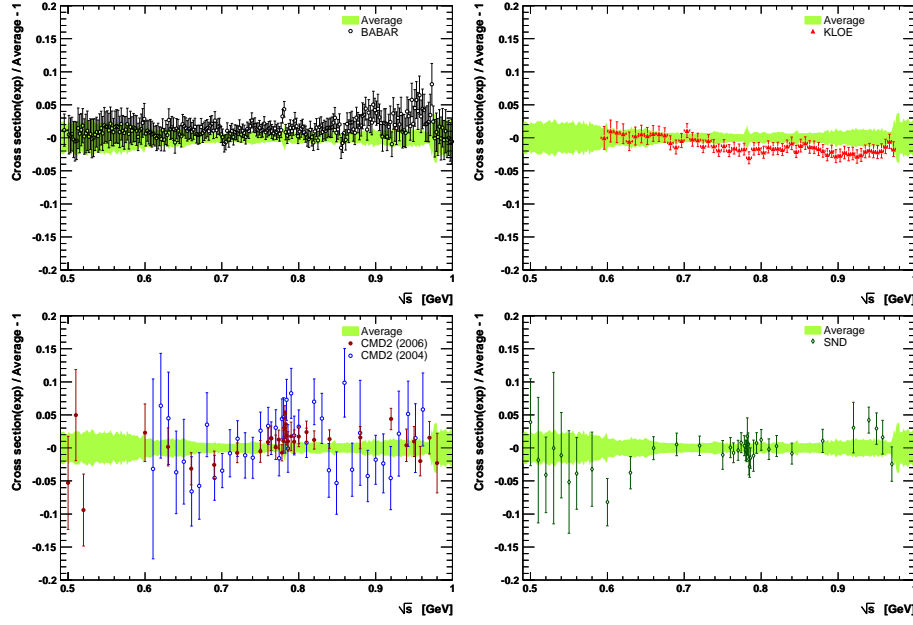 Cross section(exp) / Average - 1
0.2
0.15
0.1
0.05
-0
-0.05
-0.1
-0.15
-0.2
0.5 0.6 0.7 0.8 0.9 1
√s [GeV]
Average
BABAR
Cross section(exp) / Average - 1
0.2
0.15
0.1
0.05
-0
-0.05
-0.1
-0.15
-0.2
0.5 0.6 0.7 0.8 0.9 1
√s [GeV]
Average
KLOE
Cross section(exp) / Average - 1
0.2
0.15
0.1
0.05
-0
-0.05
-0.1
-0.15
-0.2
0.5 0.6 0.7 0.8 0.9 1
√s [GeV]
Average
CMD2 (2006)
CMD2 (2004)
Cross section(exp) / Average - 1
0.2
0.15
0.1
0.05
-0
-0.05
-0.1
-0.15
-0.2
0.5 0.6 0.7 0.8 0.9 1
√s [GeV]
Average
SND